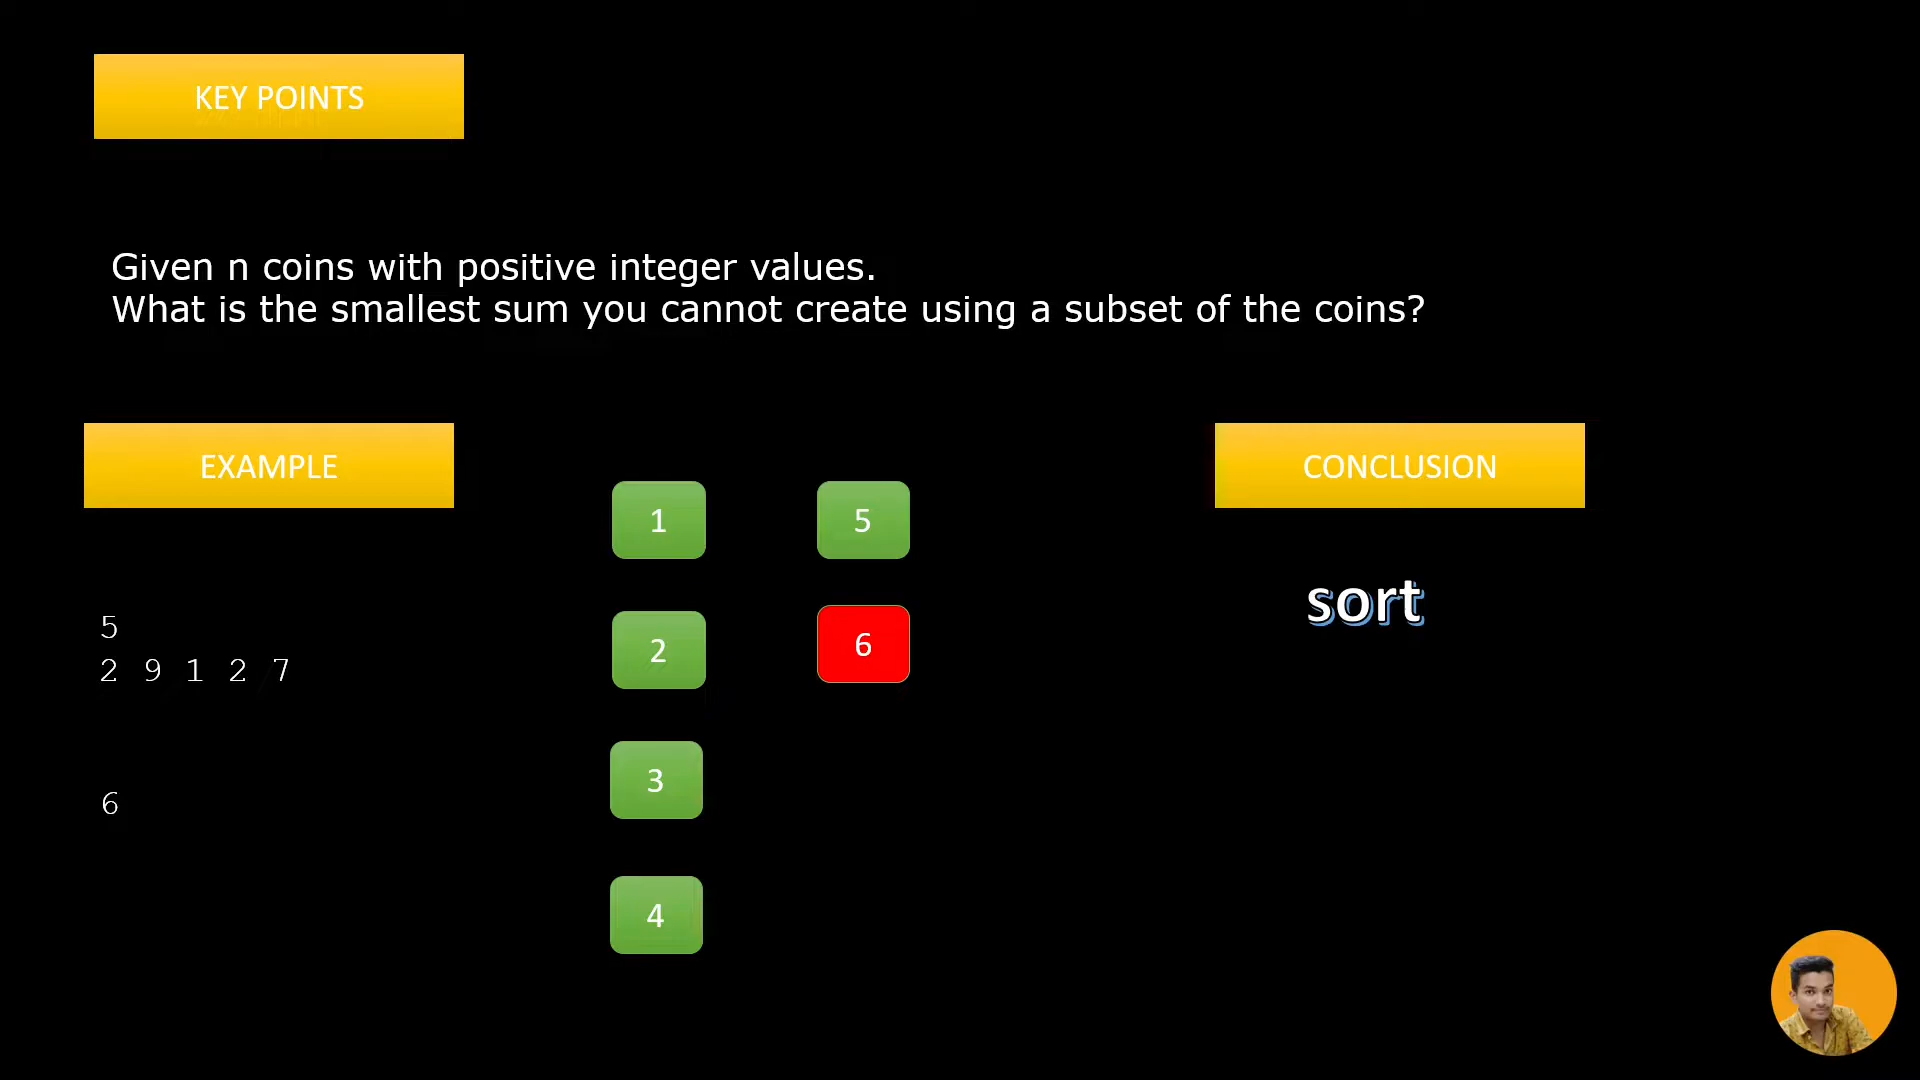 KEY POINTS
Given n coins with positive integer values.
What is the smallest sum you cannot create using a subset of the coins?
EXAMPLE
CONCLUSION
5
2 9 1 2 7
6
1
2
3
4
5
6
sort